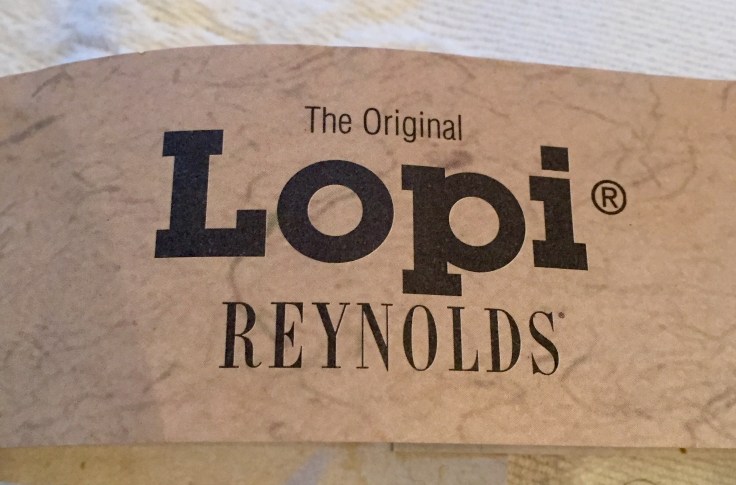 The Original
Lopi®
REYNOLDS